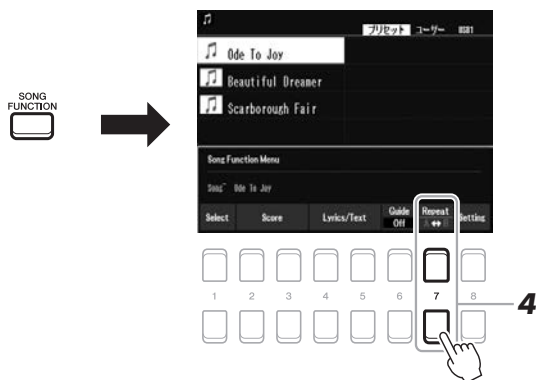 プリセット ユーザー USB1
Ode To Joy
Beautiful Dreamer
Scarborough Fair
SONG
FUNCTION
Song Function Menu
Song Ode To Joy
Select Score Lyrics/Text Guide Off Repeat A ↔ B Setting
1 2 3 4 5 6 7 8
4